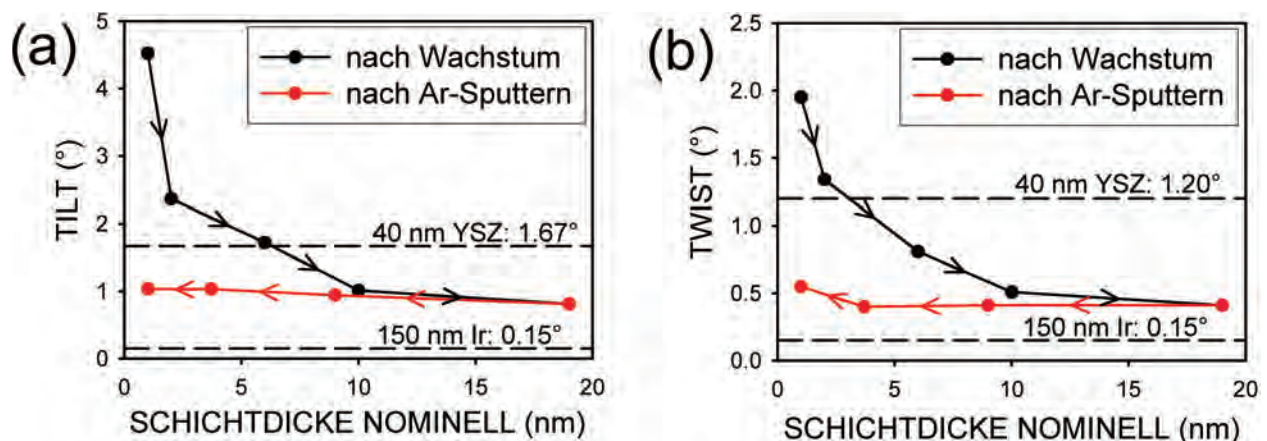 (a)
TILT (°)
5
4
3
2
1
0
nach Wachstum
nach Ar-Sputtern
40 nm YSZ: 1.67°
150 nm Ir: 0.15°
0 5 10 15 20
SCHICHTDICKE NOMINELL (nm)
(b)
TWIST (°)
2.5
2.0
1.5
1.0
0.5
0.0
nach Wachstum
nach Ar-Sputtern
40 nm YSZ: 1.20°
150 nm Ir: 0.15°
0 5 10 15 20
SCHICHTDICKE NOMINELL (nm)